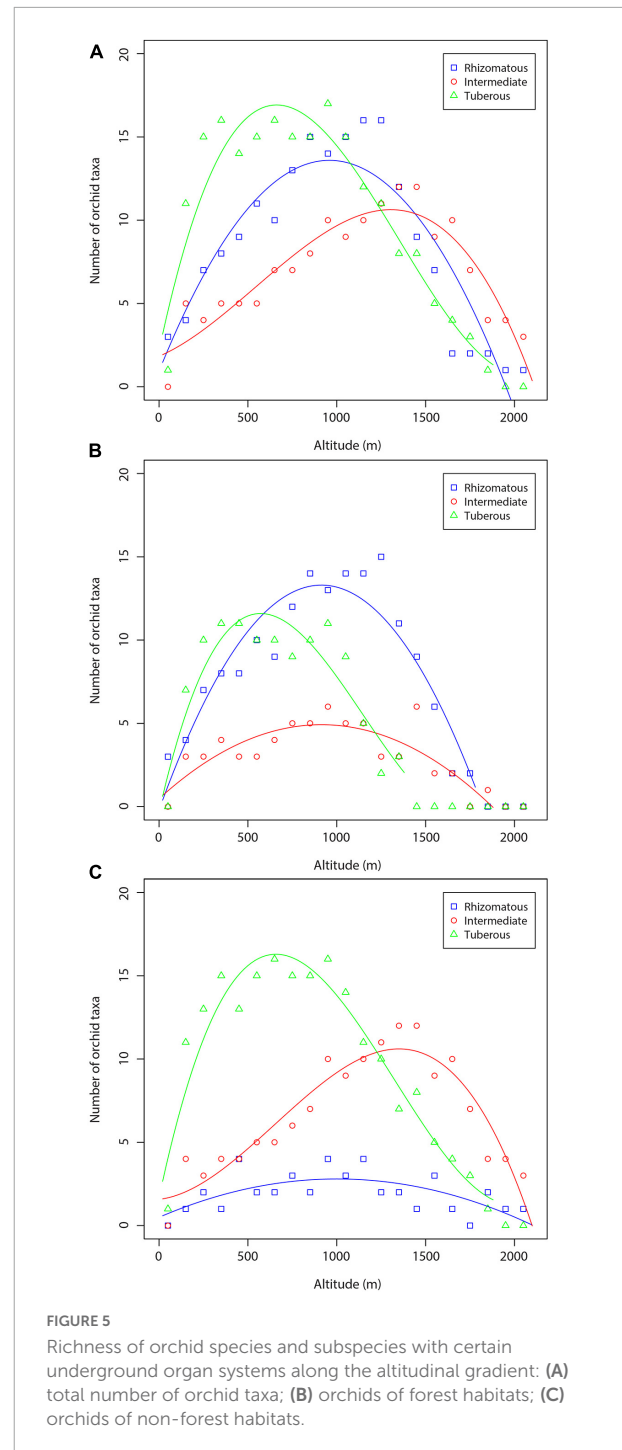 A
20
15
10
5
0
Number of orchid taxa
Rhizomatous
Intermediate
Tuberous
0 500 1000 1500 2000
Altitude (m)
B
20
15
10
5
0
Number of orchid taxa
Rhizomatous
Intermediate
Tuberous
0 500 1000 1500 2000
Altitude (m)
C
20
15
10
5
0
Number of orchid taxa
Rhizomatous
Intermediate
Tuberous
0 500 1000 1500 2000
Altitude (m)
FIGURE 5
Richness of orchid species and subspecies with certain
underground organ systems along the altitudinal gradient: (A)
total number of orchid taxa; (B) orchids of forest habitats; (C)
orchids of non-forest habitats.